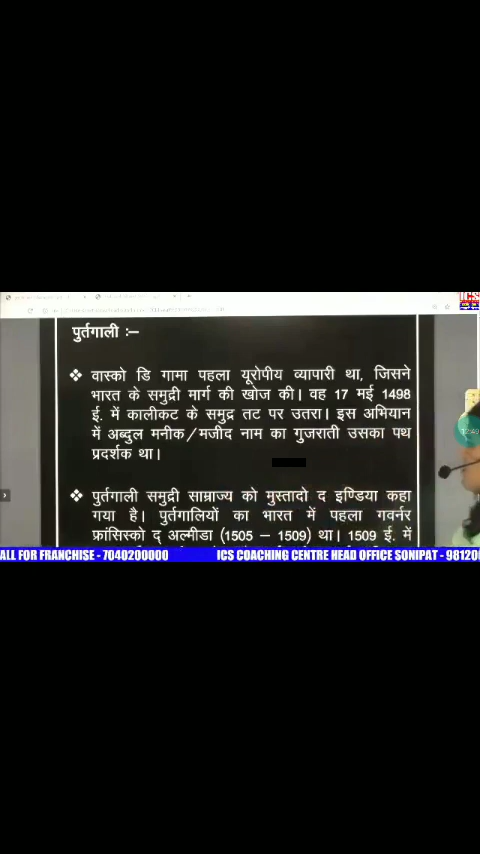 ICS
पुर्तगाली :–
❖ वास्को डि गामा पहला यूरोपीय व्यापारी था, जिसने
भारत के समुद्री मार्ग की खोज की। वह 17 मई 1498
ई. में कालीकट के समुद्र तट पर उतरा। इस अभियान
में अब्दुल मनीक/मजीद नाम का गुजराती उसका पथ
प्रदर्शक था।
❖ पुर्तगाली समुद्री साम्राज्य को मुस्तादो द इण्डिया कहा
गया है। पुर्तगालियों का भारत में पहला गवर्नर
फ्रांसिस्को द् अल्मीडा (1505 – 1509) था। 1509 ई. में
ALL FOR FRANCHISE - 7040200000 ICS COACHING CENTRE HEAD OFFICE SONIPAT - 98120